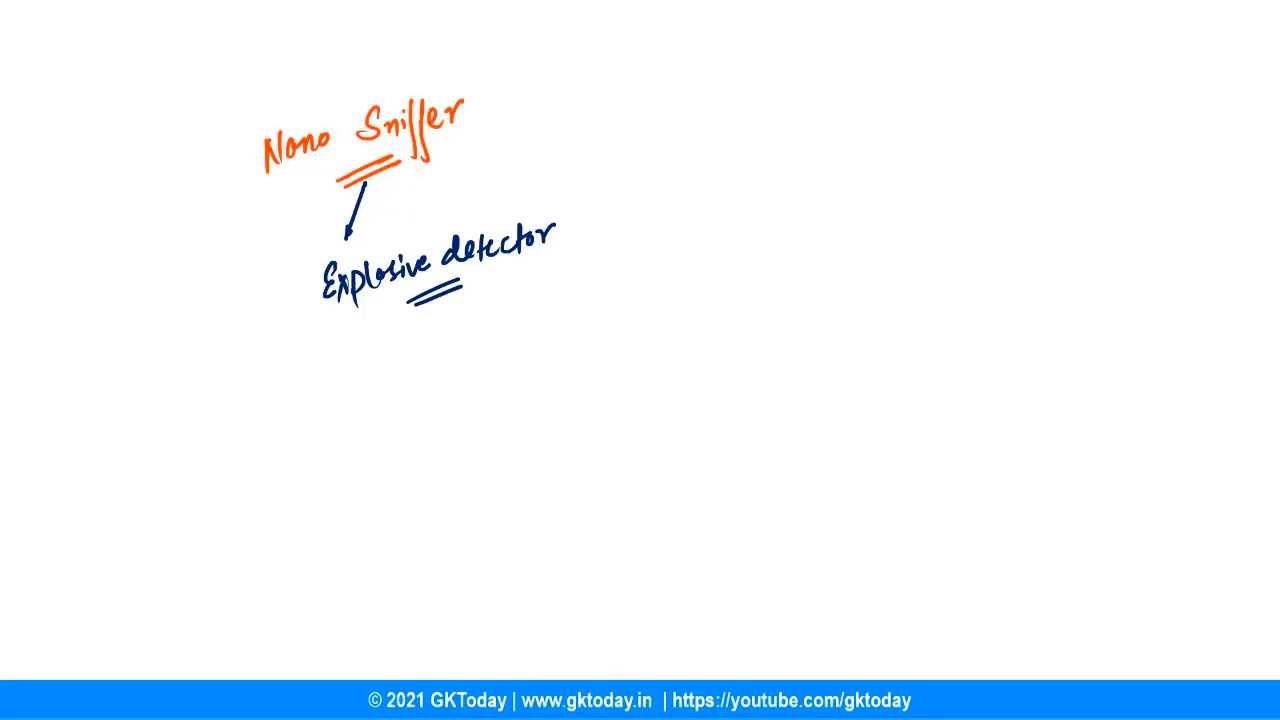 Nano Sniffer
Explosive detector
© 2021 GKToday | www.gktoday.in | https://youtube.com/gktoday